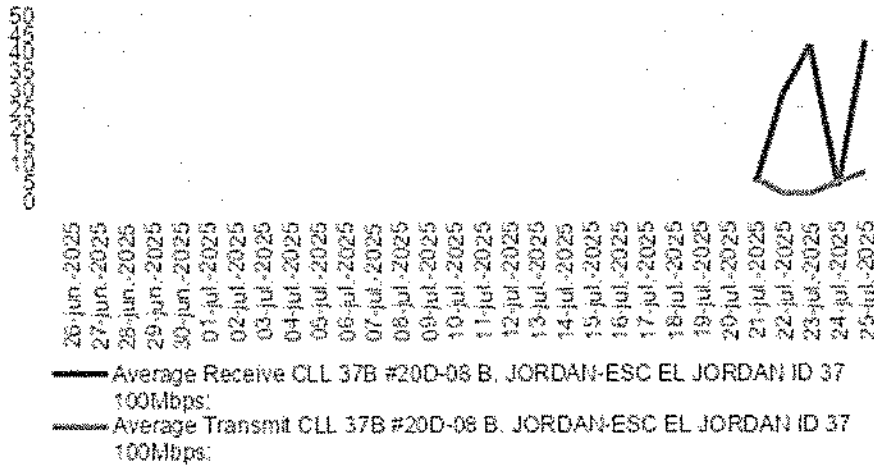 50
45
40
26-jun.-2025
27-jun.-2025
28-jun.-2025
29-jun.-2025
30-jun.-2025
01-jul.-2025
02-jul.-2025
03-jul.-2025
04-jul.-2025
05-jul.-2025
06-jul.-2025
07-jul.-2025
08-jul.-2025
09-jul.-2025
10-jul.-2025
11-jul.-2025
12-jul.-2025
13-jul.-2025
14-jul.-2025
15-jul.-2025
16-jul.-2025
17-jul.-2025
18-jul.-2025
19-jul.-2025
20-jul.-2025
21-jul.-2025
22-jul.-2025
23-jul.-2025
24-jul.-2025
25-jul.-2025
Average Receive CLL 37B #20D-08 B. JORDAN-ESC EL JORDAN ID 37
100Mbps:
Average Transmit CLL 37B #20D-08 B. JORDAN-ESC EL JORDAN ID 37
100Mbps: